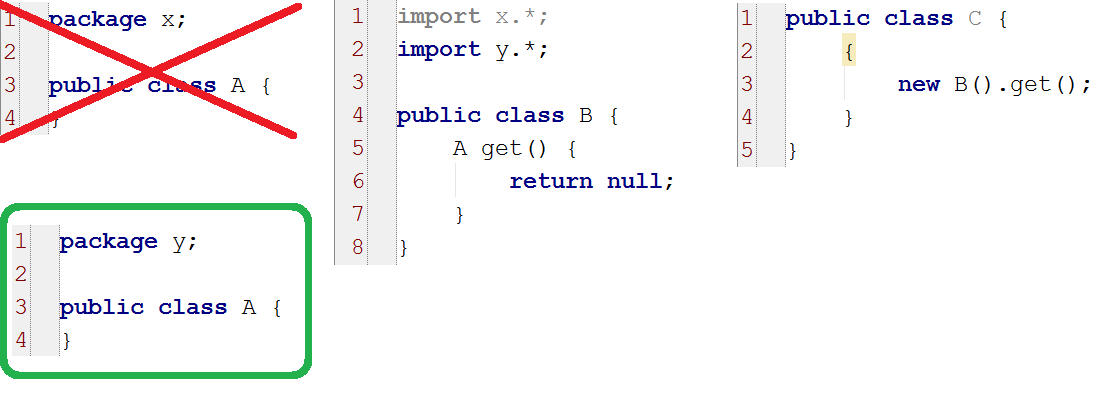 1 package x;
2
3 public class A {
4 }
1 package y;
2
3 public class A {
4 }
1 import x.*;
2 import y.*;
3
4 public class B {
5 A get() {
6 return null;
7 }
8 }
1 public class C {
2 {
3 new B().get();
4 }
5 }